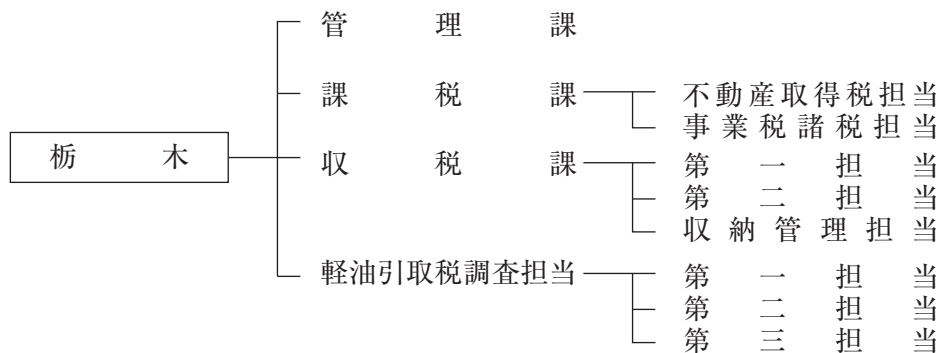 管理課
課税課 不動産取得税担当
事業税諸税担当
栃木 収税課 第一担当
第二担当
収納管理担当
軽油引取税調査担当 第一担当
第二担当
第三担当